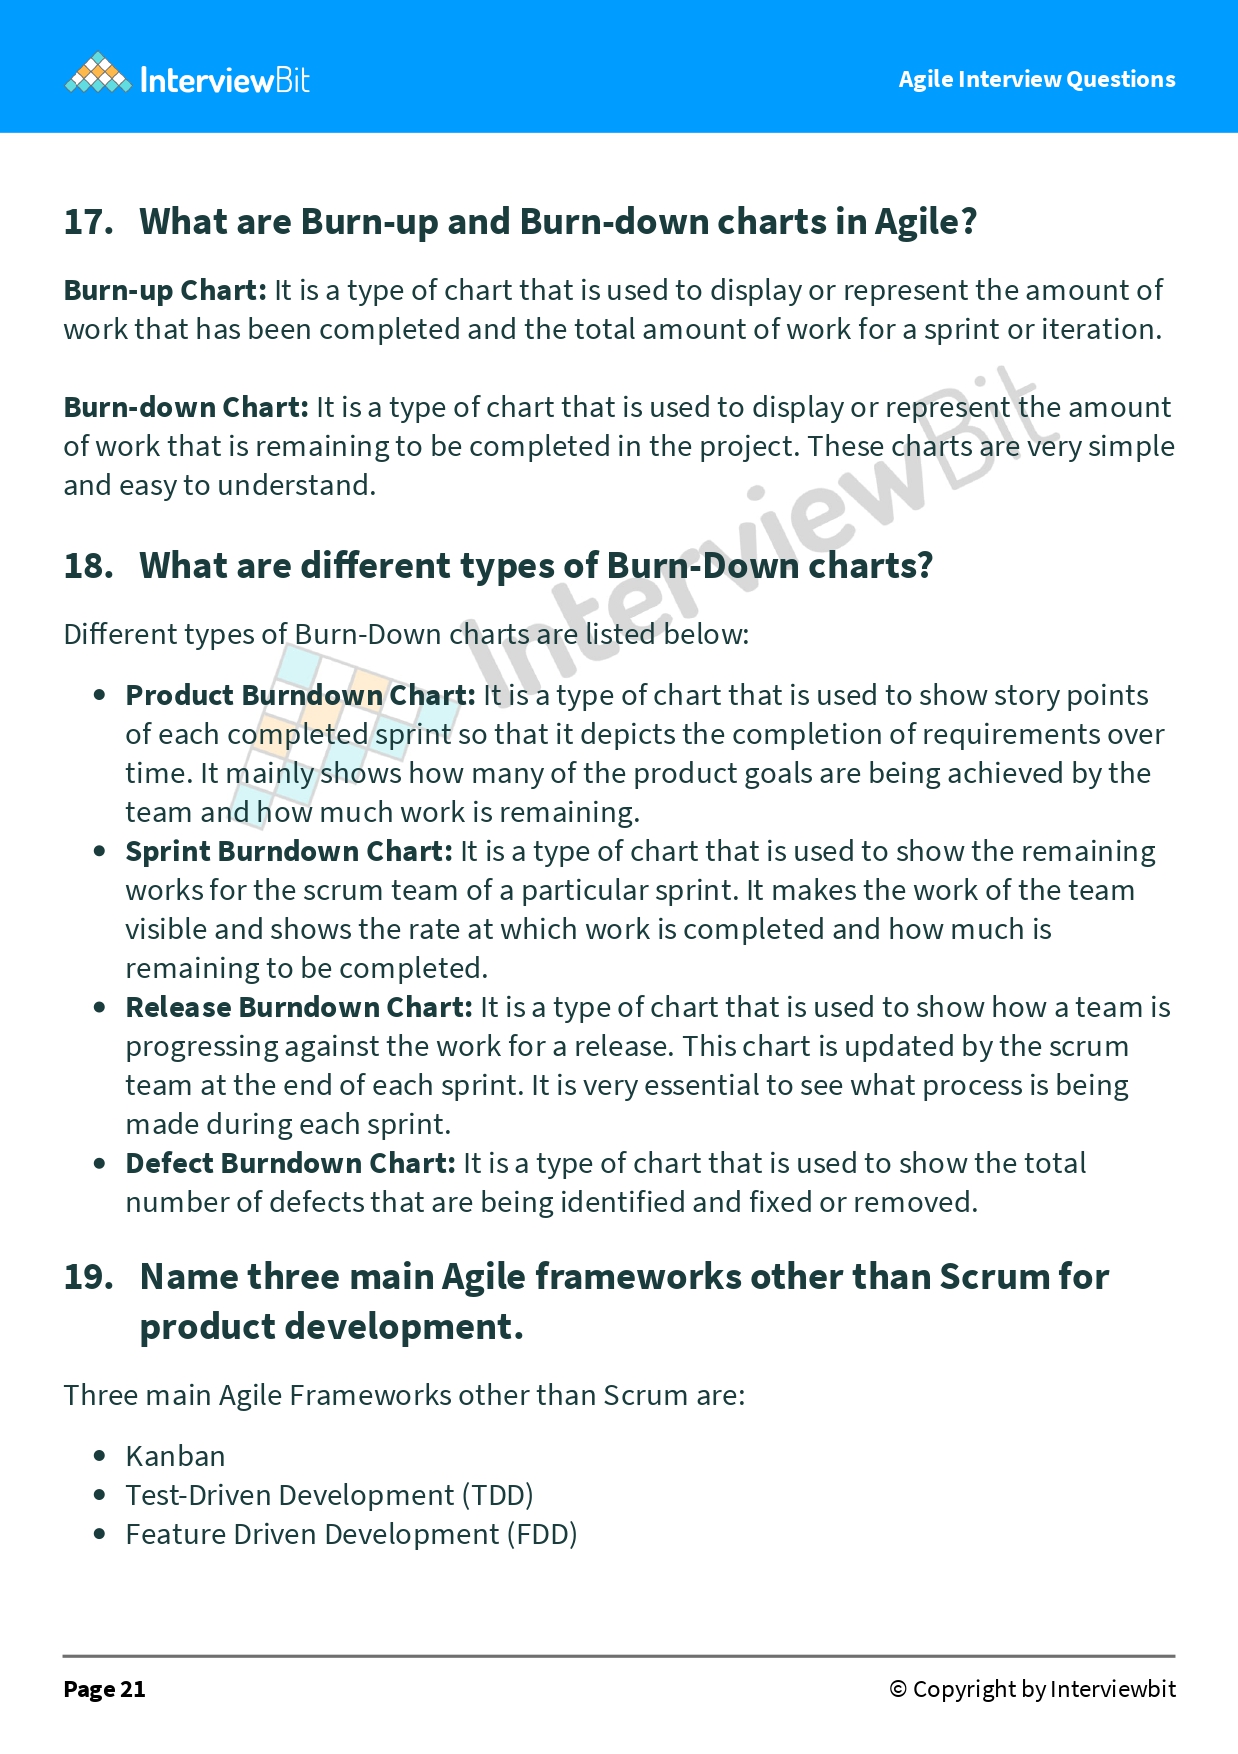 InterviewBit
Agile Interview Questions
17. What are Burn-up and Burn-down charts in Agile?
Burn-up Chart: It is a type of chart that is used to display or represent the amount of
work that has been completed and the total amount of work for a sprint or iteration.
Burn-down Chart: It is a type of chart that is used to display or represent the amount
of work that is remaining to be completed in the project. These charts are very simple
and easy to understand.
InterviewBit
18. What are different types of Burn-Down charts?
Different types of Burn-Down charts are listed below:
• Product Burndown Chart: It is a type of chart that is used to show story points
of each completed sprint so that it depicts the completion of requirements over
time. It mainly shows how many of the product goals are being achieved by the
team and how much work is remaining.
• Sprint Burndown Chart: It is a type of chart that is used to show the remaining
works for the scrum team of a particular sprint. It makes the work of the team
visible and shows the rate at which work is completed and how much is
remaining to be completed.
• Release Burndown Chart: It is a type of chart that is used to show how a team is
progressing against the work for a release. This chart is updated by the scrum
team at the end of each sprint. It is very essential to see what process is being
made during each sprint.
• Defect Burndown Chart: It is a type of chart that is used to show the total
number of defects that are being identified and fixed or removed.
19. Name three main Agile frameworks other than Scrum for
product development.
Three main Agile Frameworks other than Scrum are:
• Kanban
• Test-Driven Development (TDD)
• Feature Driven Development (FDD)
Page 21
© Copyright by Interviewbit